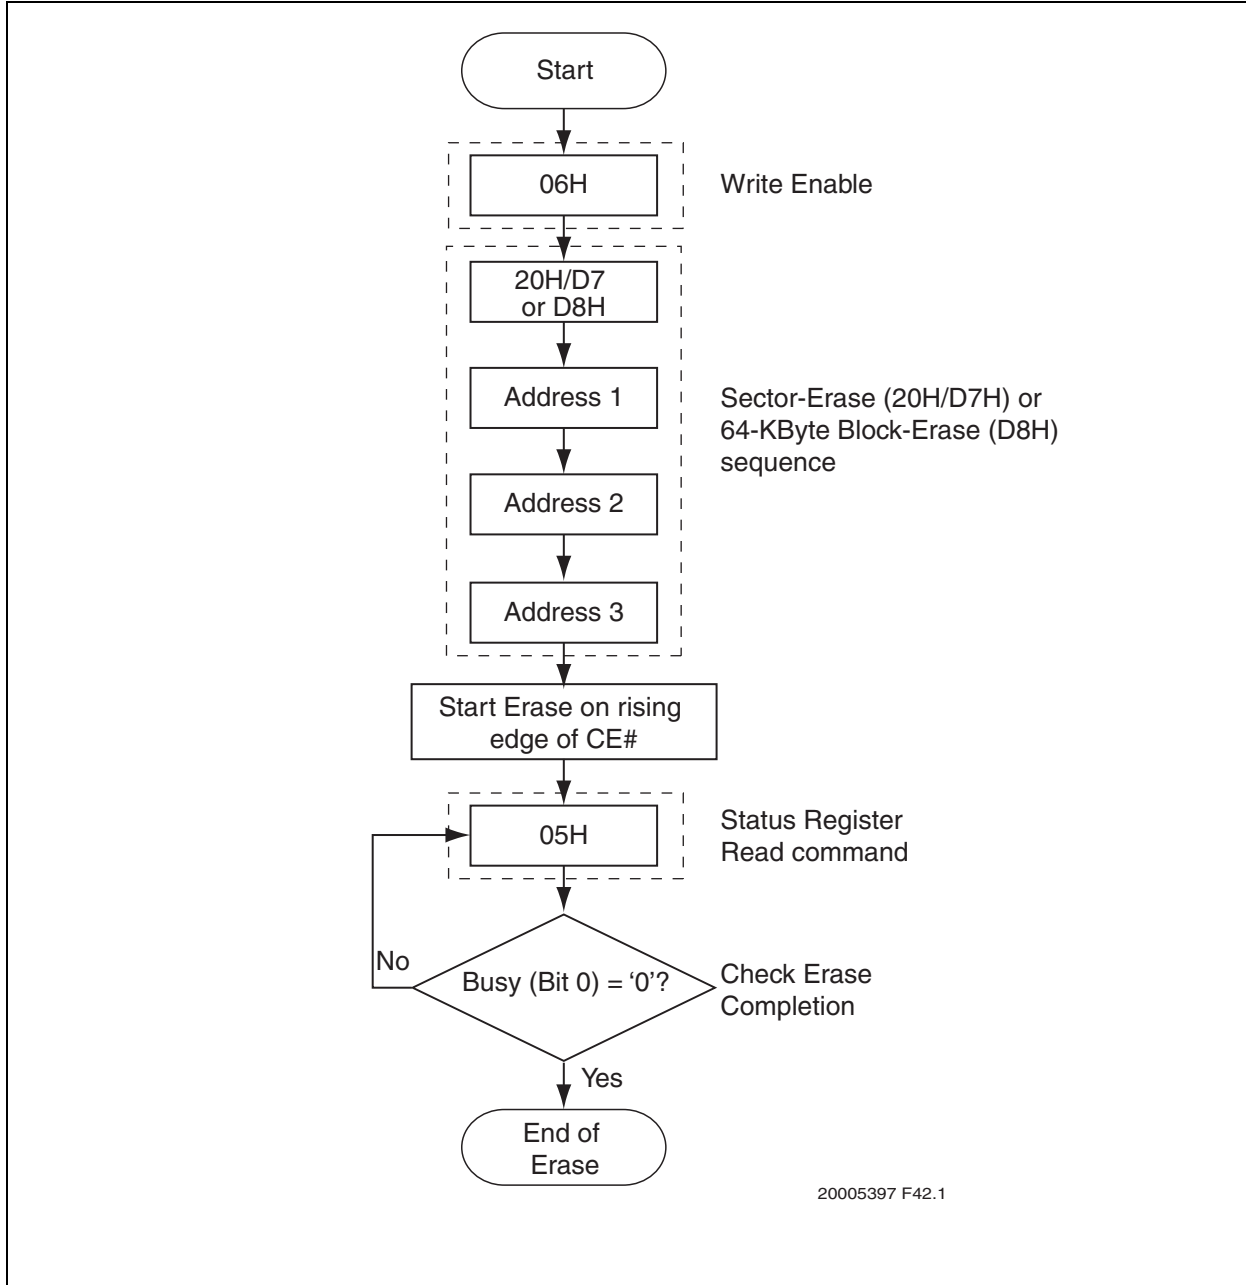 Start
06H
Write Enable
20H/D7
or D8H
Address 1
Sector-Erase (20H/D7H) or
64-KByte Block-Erase (D8H)
sequence
Address 2
Address 3
Start Erase on rising
edge of CE#
05H
Status Register
Read command
No
Busy (Bit 0) = ‘0’?
Check Erase
Completion
Yes
End of
Erase
20005397 F42.1